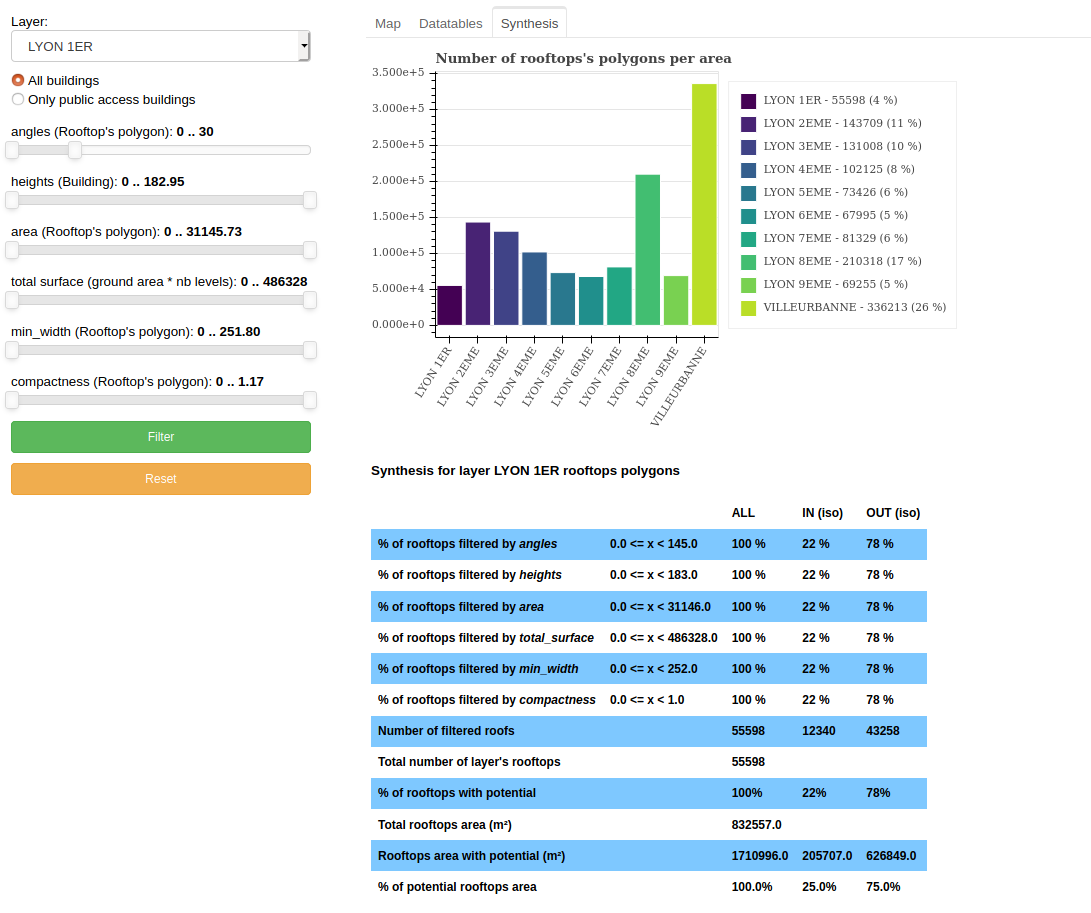 Layer:
LYON 1ER
All buildings
Only public access buildings
angles (Rooftop's polygon): 0 .. 30
heights (Building): 0 .. 182.95
area (Rooftop's polygon): 0 .. 31145.73
total surface (ground area * nb levels): 0 .. 486328
min_width (Rooftop's polygon): 0 .. 251.80
compactness (Rooftop's polygon): 0 .. 1.17
Filter
Reset
Map Datatables Synthesis
Number of rooftops's polygons per area
3.500e+5
3.000e+5
2.500e+5
2.000e+5
1.500e+5
1.000e+5
5.000e+4
0.000e+0
LYON 1ER
LYON 2EME
LYON 3EME
LYON 4EME
LYON 5EME
LYON 6EME
LYON 7EME
LYON 8EME
LYON 9EME
VILLEURBANNE
LYON 1ER - 55598 (4 %)
LYON 2EME - 143709 (11 %)
LYON 3EME - 131008 (10 %)
LYON 4EME - 102125 (8 %)
LYON 5EME - 73426 (6 %)
LYON 6EME - 67995 (5 %)
LYON 7EME - 81329 (6 %)
LYON 8EME - 210318 (17 %)
LYON 9EME - 69255 (5 %)
VILLEURBANNE - 336213 (26 %)
Synthesis for layer LYON 1ER rooftops polygons
ALL IN (iso) OUT (iso)
% of rooftops filtered by angles 0.0 <= x < 145.0 100 % 22 % 78 %
% of rooftops filtered by heights 0.0 <= x < 183.0 100 % 22 % 78 %
% of rooftops filtered by area 0.0 <= x < 31146.0 100 % 22 % 78 %
% of rooftops filtered by total_surface 0.0 <= x < 486328.0 100 % 22 % 78 %
% of rooftops filtered by min_width 0.0 <= x < 252.0 100 % 22 % 78 %
% of rooftops filtered by compactness 0.0 <= x < 1.0 100 % 22 % 78 %
Number of filtered roofs 55598 12340 43258
Total number of layer's rooftops 55598
% of rooftops with potential 100% 22% 78%
Total rooftops area (m²) 832557.0
Rooftops area with potential (m²) 1710996.0 205707.0 626849.0
% of potential rooftops area 100.0% 25.0% 75.0%